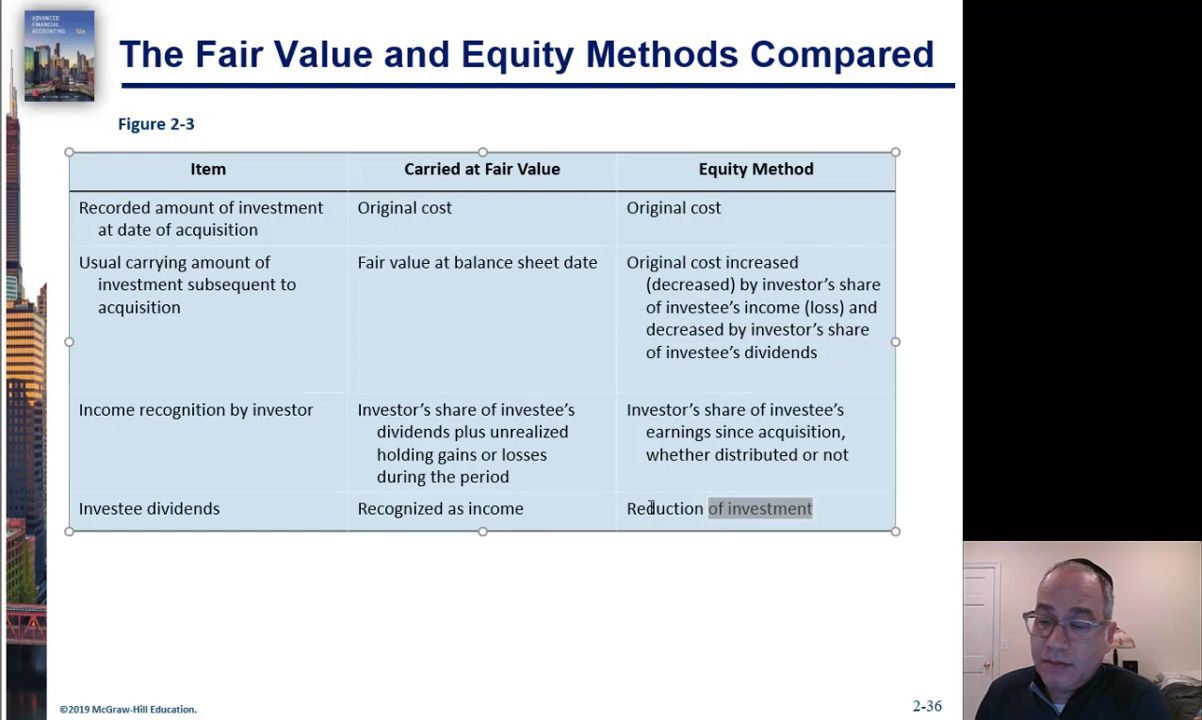 ADVANCED
FINANCIAL
ACCOUNTING 12e
The Fair Value and Equity Methods Compared
Figure 2-3
Item
Carried at Fair Value
Equity Method
Recorded amount of investment
at date of acquisition
Original cost
Original cost
Usual carrying amount of
investment subsequent to
acquisition
Fair value at balance sheet date
Original cost increased
(decreased) by investor's share
of investee's income (loss) and
decreased by investor's share
of investee's dividends
Income recognition by investor
Investor's share of investee's
dividends plus unrealized
holding gains or losses
during the period
Investor's share of investee's
earnings since acquisition,
whether distributed or not
Investee dividends
Recognized as income
Reduction of investment
©2019 McGraw-Hill Education.
2-36